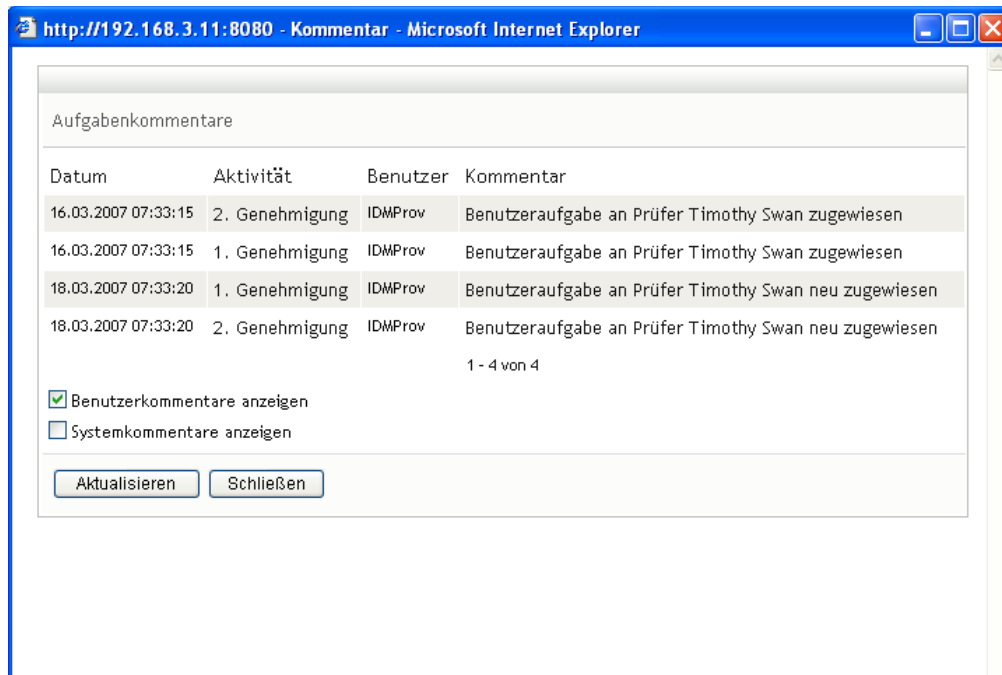 http://192.168.3.11:8080 - Kommentar - Microsoft Internet Explorer
Aufgabenkommentare
Datum Aktivität Benutzer Kommentar
16.03.2007 07:33:15 2. Genehmigung IDMProv Benutzeraufgabe an Prüfer Timothy Swan zugewiesen
16.03.2007 07:33:15 1. Genehmigung IDMProv Benutzeraufgabe an Prüfer Timothy Swan zugewiesen
18.03.2007 07:33:20 1. Genehmigung IDMProv Benutzeraufgabe an Prüfer Timothy Swan neu zugewiesen
18.03.2007 07:33:20 2. Genehmigung IDMProv Benutzeraufgabe an Prüfer Timothy Swan neu zugewiesen
1 - 4 von 4
Benutzerkommentare anzeigen
Systemkommentare anzeigen
Aktualisieren Schließen